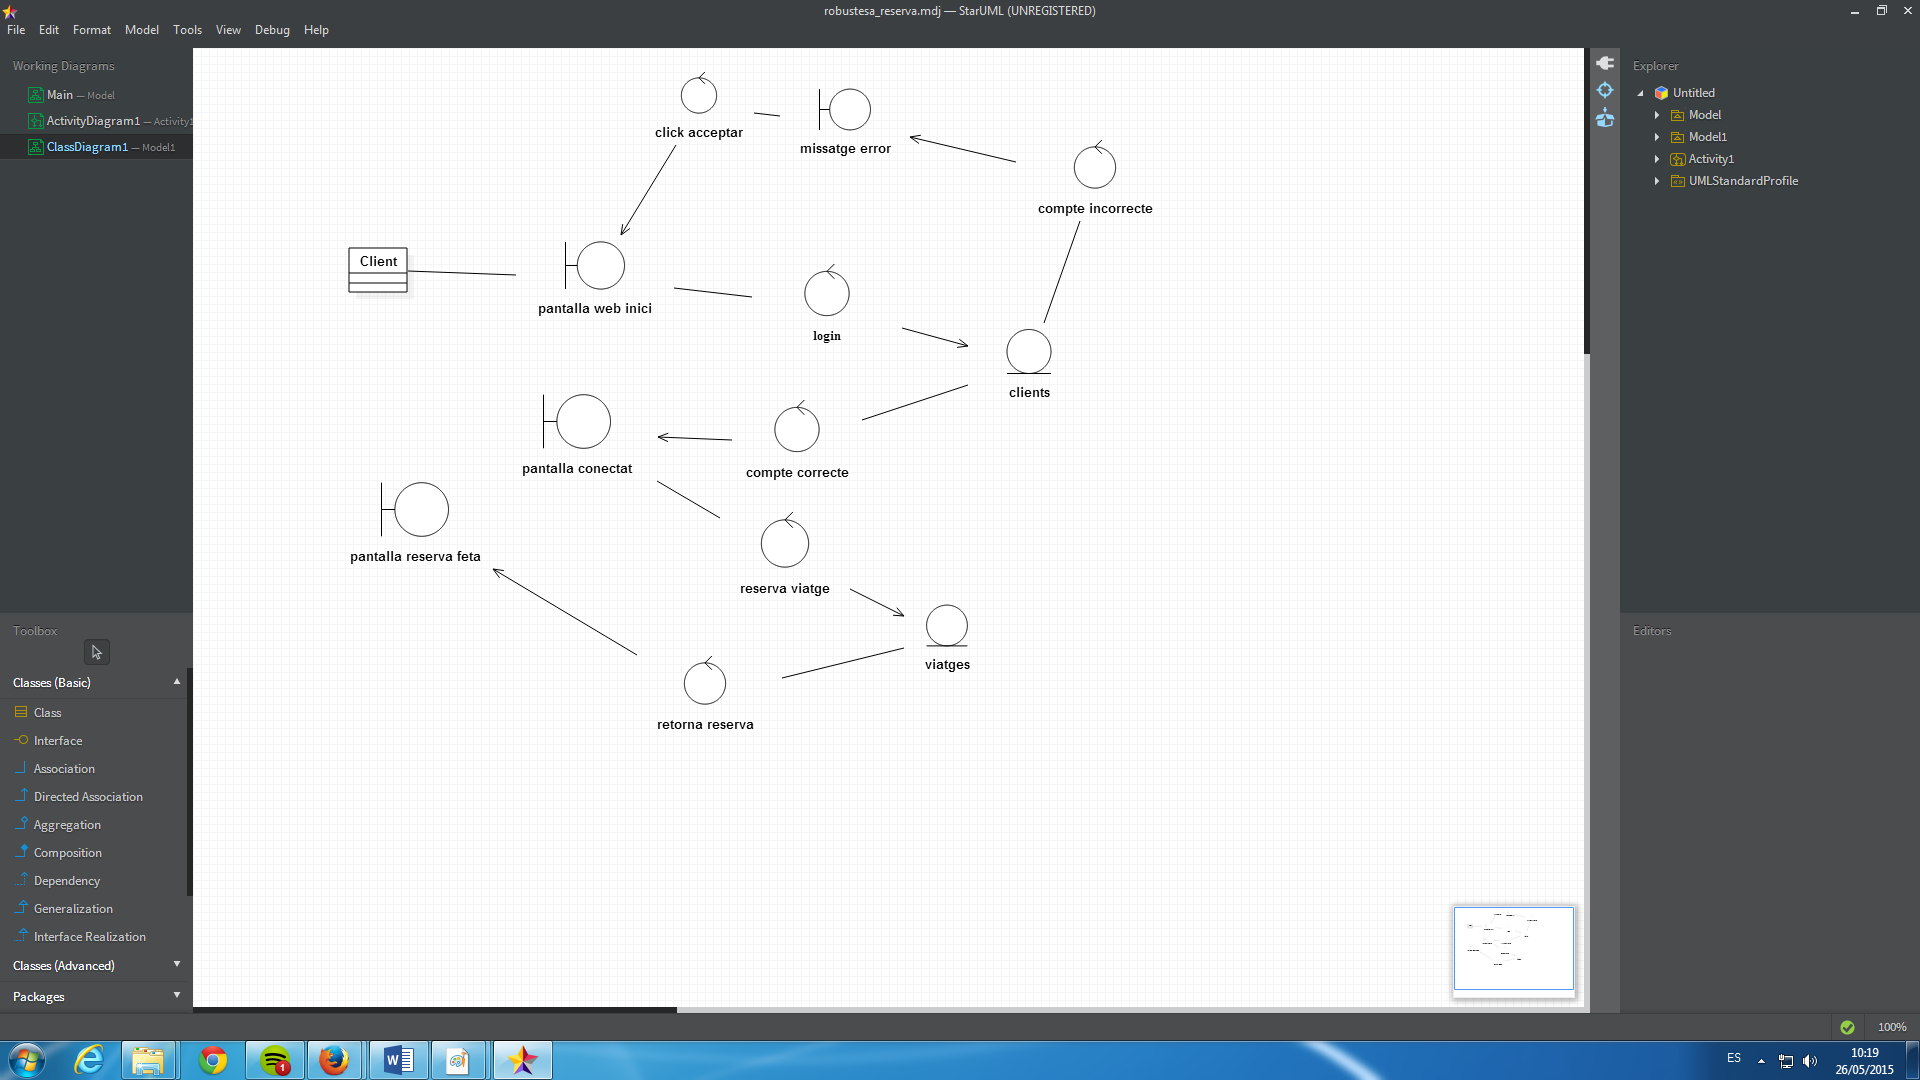 robustesa_reserva.mdj — StarUML (UNREGISTERED)
File Edit Format Model Tools View Debug Help
Working Diagrams
Main — Model
ActivityDiagram1 — Activity1
ClassDiagram1 — Model1
click acceptar
missatge error
compte incorrecte
Client
pantalla web inici
login
clients
pantalla conectat
compte correcte
pantalla reserva feta
reserva viatge
viatges
retorna reserva
Explorer
Untitled
Model
Model1
Activity1
UMLStandardProfile
Toolbox
Classes (Basic)
Class
Interface
Association
Directed Association
Aggregation
Composition
Dependency
Generalization
Interface Realization
Classes (Advanced)
Packages
Editors
100%
1
W
ES
10:19
26/05/2015